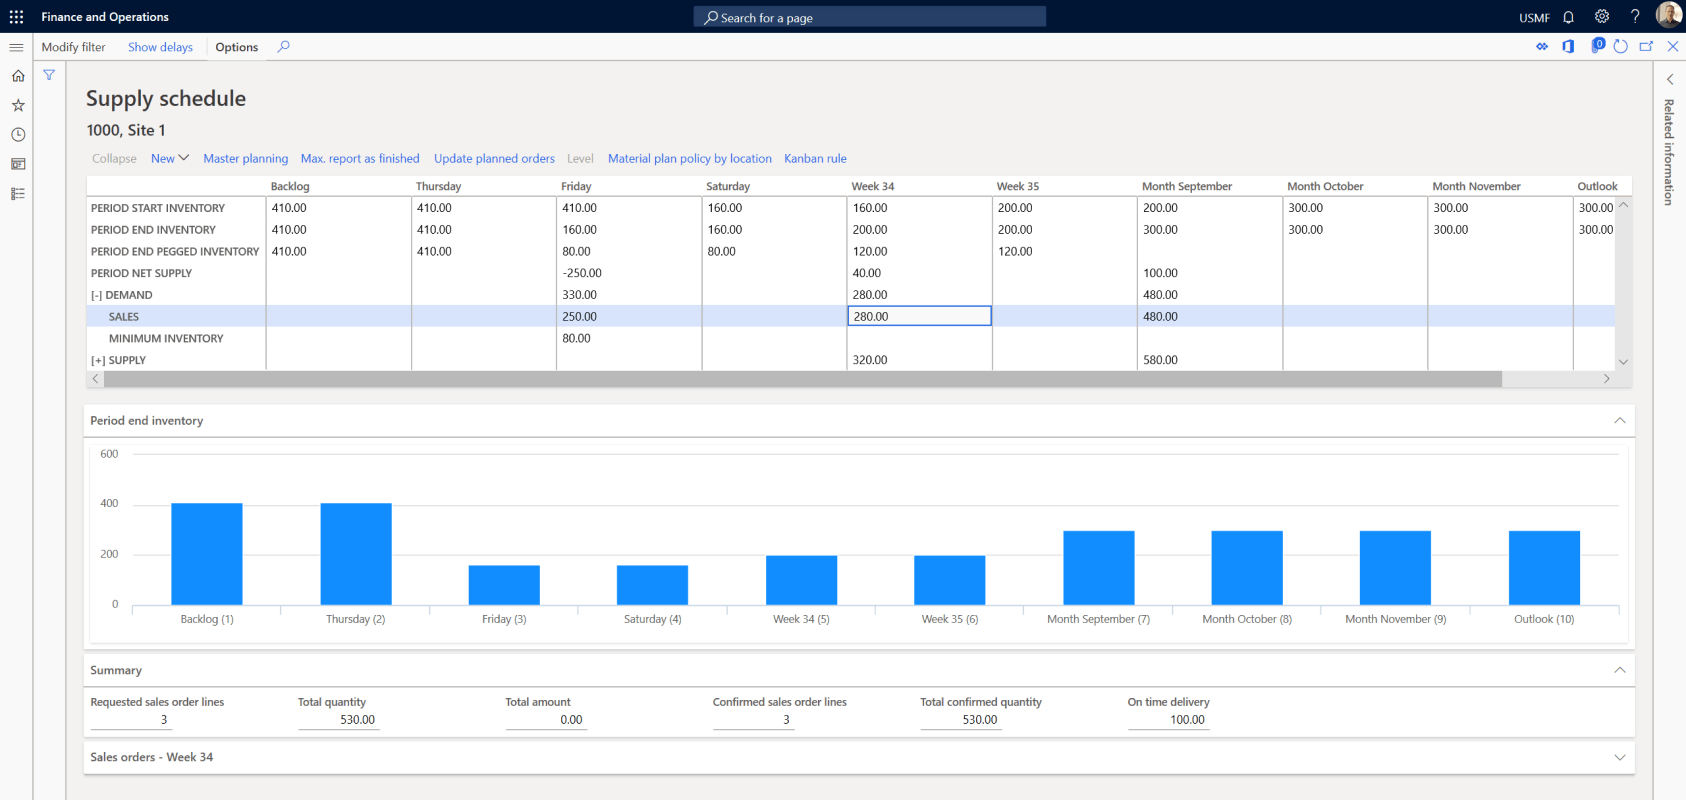 Finance and Operations
Search for a page
USMF
?
Modify filter
Show delays
Options
0
Related information
Supply schedule
1000, Site 1
Collapse New Master planning Max. report as finished Update planned orders Level Material plan policy by location Kanban rule
Backlog Thursday Friday Saturday Week 34 Week 35 Month September Month October Month November Outlook
PERIOD START INVENTORY 410.00 410.00 410.00 160.00 160.00 200.00 200.00 300.00 300.00 300.00
PERIOD END INVENTORY 410.00 410.00 160.00 160.00 200.00 200.00 300.00 300.00 300.00 300.00
PERIOD END PEGGED INVENTORY 410.00 410.00 80.00 80.00 120.00 120.00
PERIOD NET SUPPLY -250.00 40.00 100.00
[-] DEMAND 330.00 280.00 480.00
SALES 250.00 280.00 480.00
MINIMUM INVENTORY 80.00
[+] SUPPLY 320.00 580.00
Period end inventory
600
400
200
0
Backlog (1) Thursday (2) Friday (3) Saturday (4) Week 34 (5) Week 35 (6) Month September (7) Month October (8) Month November (9) Outlook (10)
Summary
Requested sales order lines Total quantity Total amount Confirmed sales order lines Total confirmed quantity On time delivery
3 530.00 0.00 3 530.00 100.00
Sales orders - Week 34